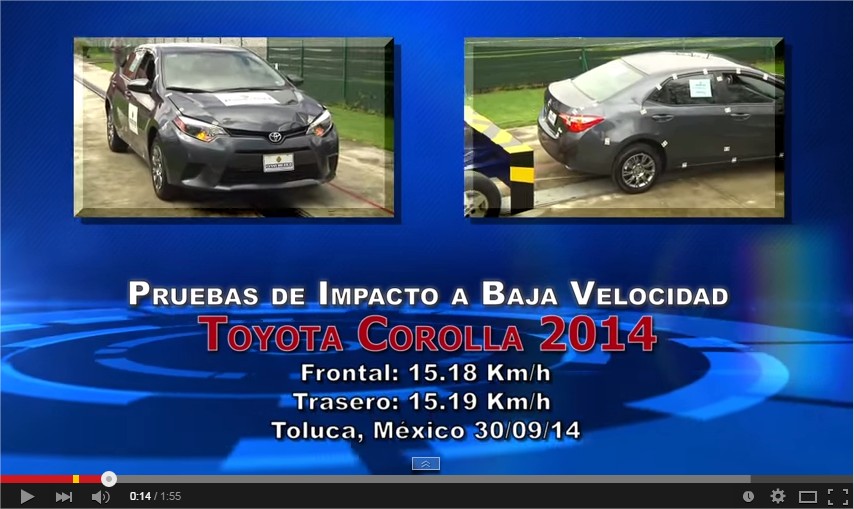 PRUEBAS DE IMPACTO A BAJA VELOCIDAD
TOYOTA COROLLA 2014
Frontal: 15.18 Km/h
Trasero: 15.19 Km/h
Toluca, México 30/09/14
0:14 / 1:55